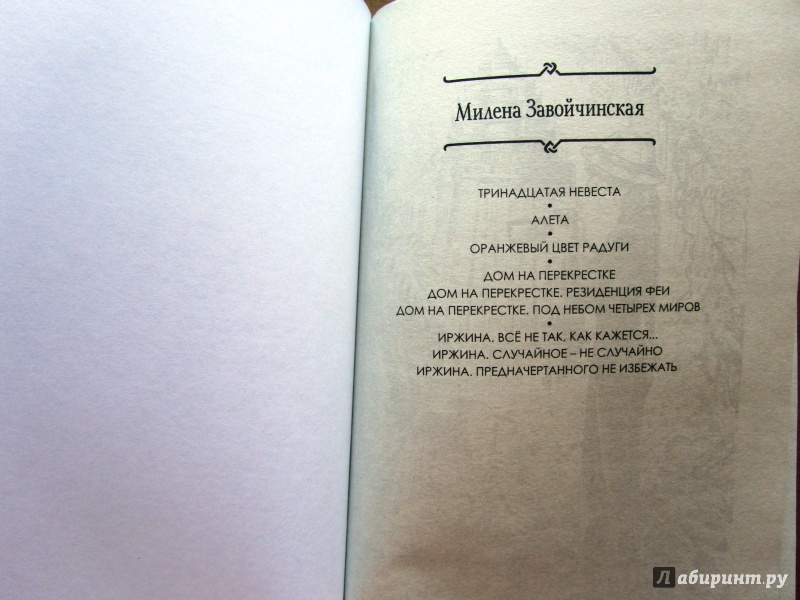 Милена Завойчинская
ТРИНАДЦАТАЯ НЕВЕСТА
•
АЛЕТА
•
ОРАНЖЕВЫЙ ЦВЕТ РАДУГИ
•
ДОМ НА ПЕРЕКРЕСТКЕ
ДОМ НА ПЕРЕКРЕСТКЕ. РЕЗИДЕНЦИЯ ФЕИ
ДОМ НА ПЕРЕКРЕСТКЕ. ПОД НЕБОМ ЧЕТЫРЕХ МИРОВ
•
ИРЖИНА. ВСЁ НЕ ТАК, КАК КАЖЕТСЯ...
ИРЖИНА. СЛУЧАЙНОЕ – НЕ СЛУЧАЙНО
ИРЖИНА. ПРЕДНАЧЕРТАННОГО НЕ ИЗБЕЖАТЬ
Лабиринт.ру